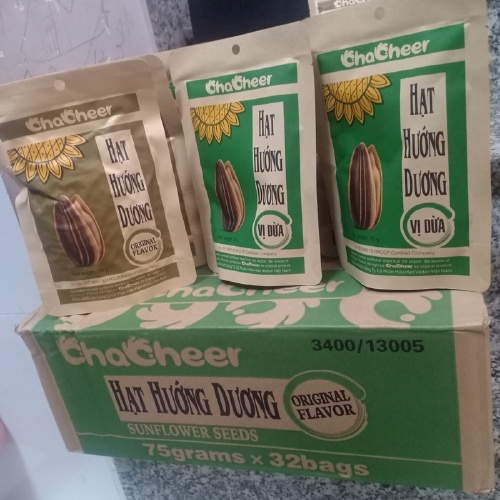 ChaCheer
HẠT
HƯỚNG
DƯƠNG
ORIGINAL
FLAVOR
ChaCheer
HẠT
HƯỚNG
DƯƠNG
VỊ DỪA
ChaCheer
HẠT
HƯỚNG
DƯƠNG
VỊ DỪA
ChaCheer
3400/13005
HẠT HƯỚNG DƯƠNG
ORIGINAL
FLAVOR
SUNFLOWER SEEDS
75grams x 32bags